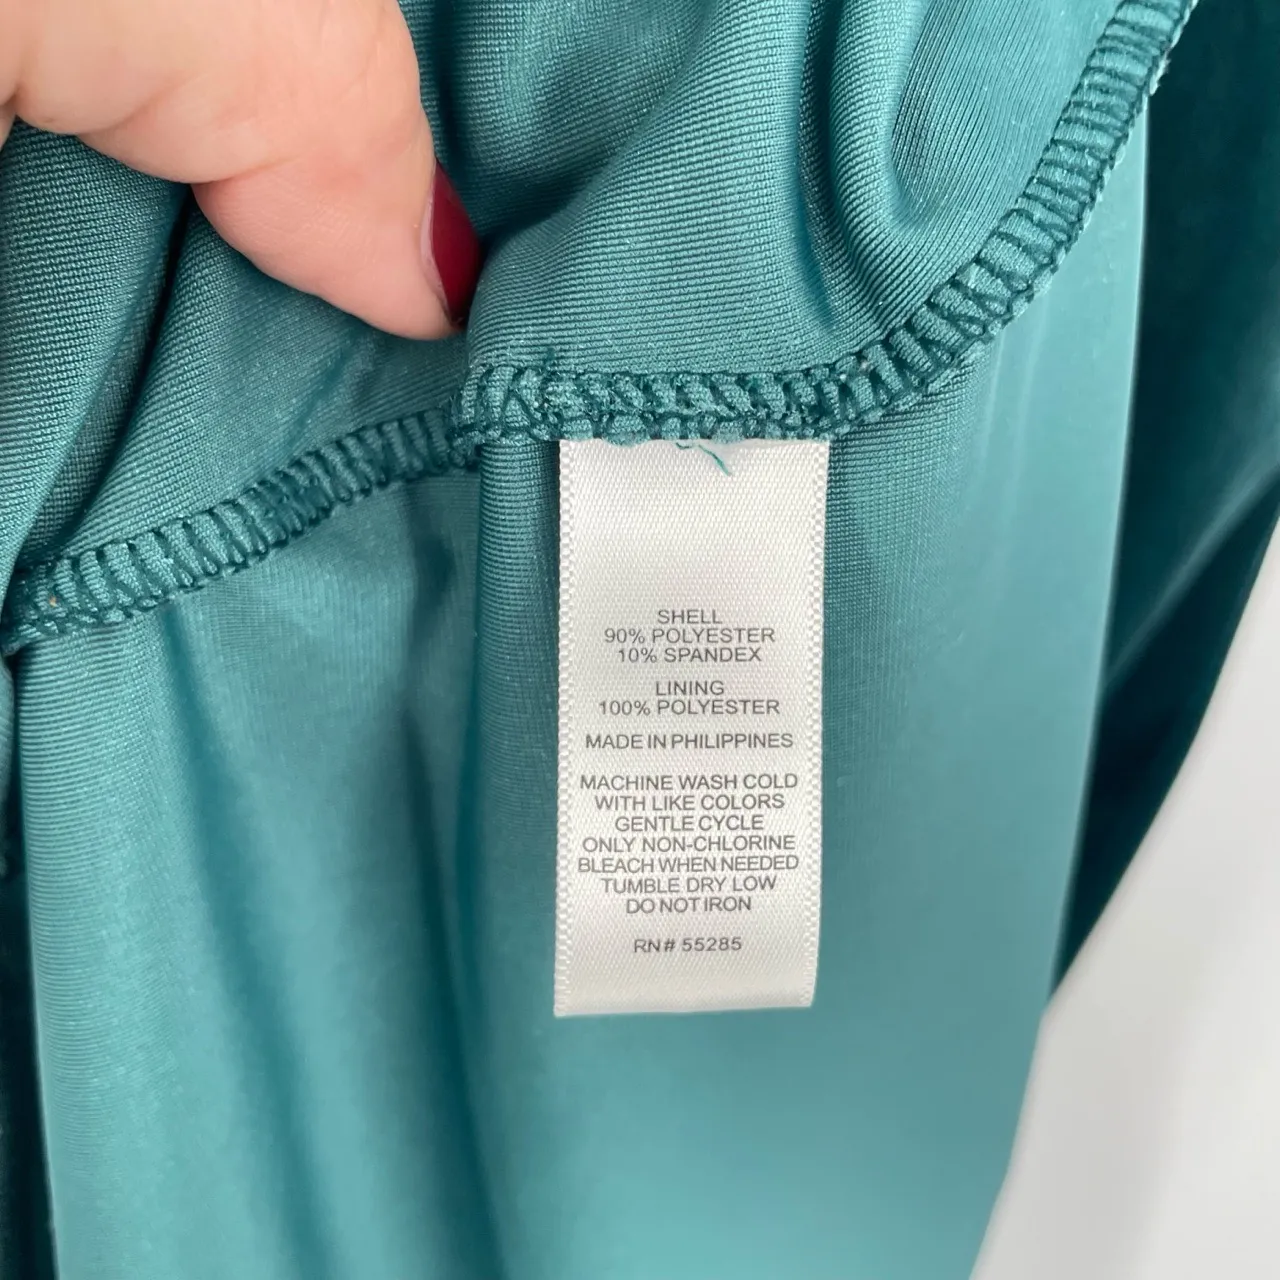 SHELL
90% POLYESTER
10% SPANDEX
LINING
100% POLYESTER
MADE IN PHILIPPINES
MACHINE WASH COLD
WITH LIKE COLORS
GENTLE CYCLE
ONLY NON-CHLORINE
BLEACH WHEN NEEDED
TUMBLE DRY LOW
DO NOT IRON
RN# 55285